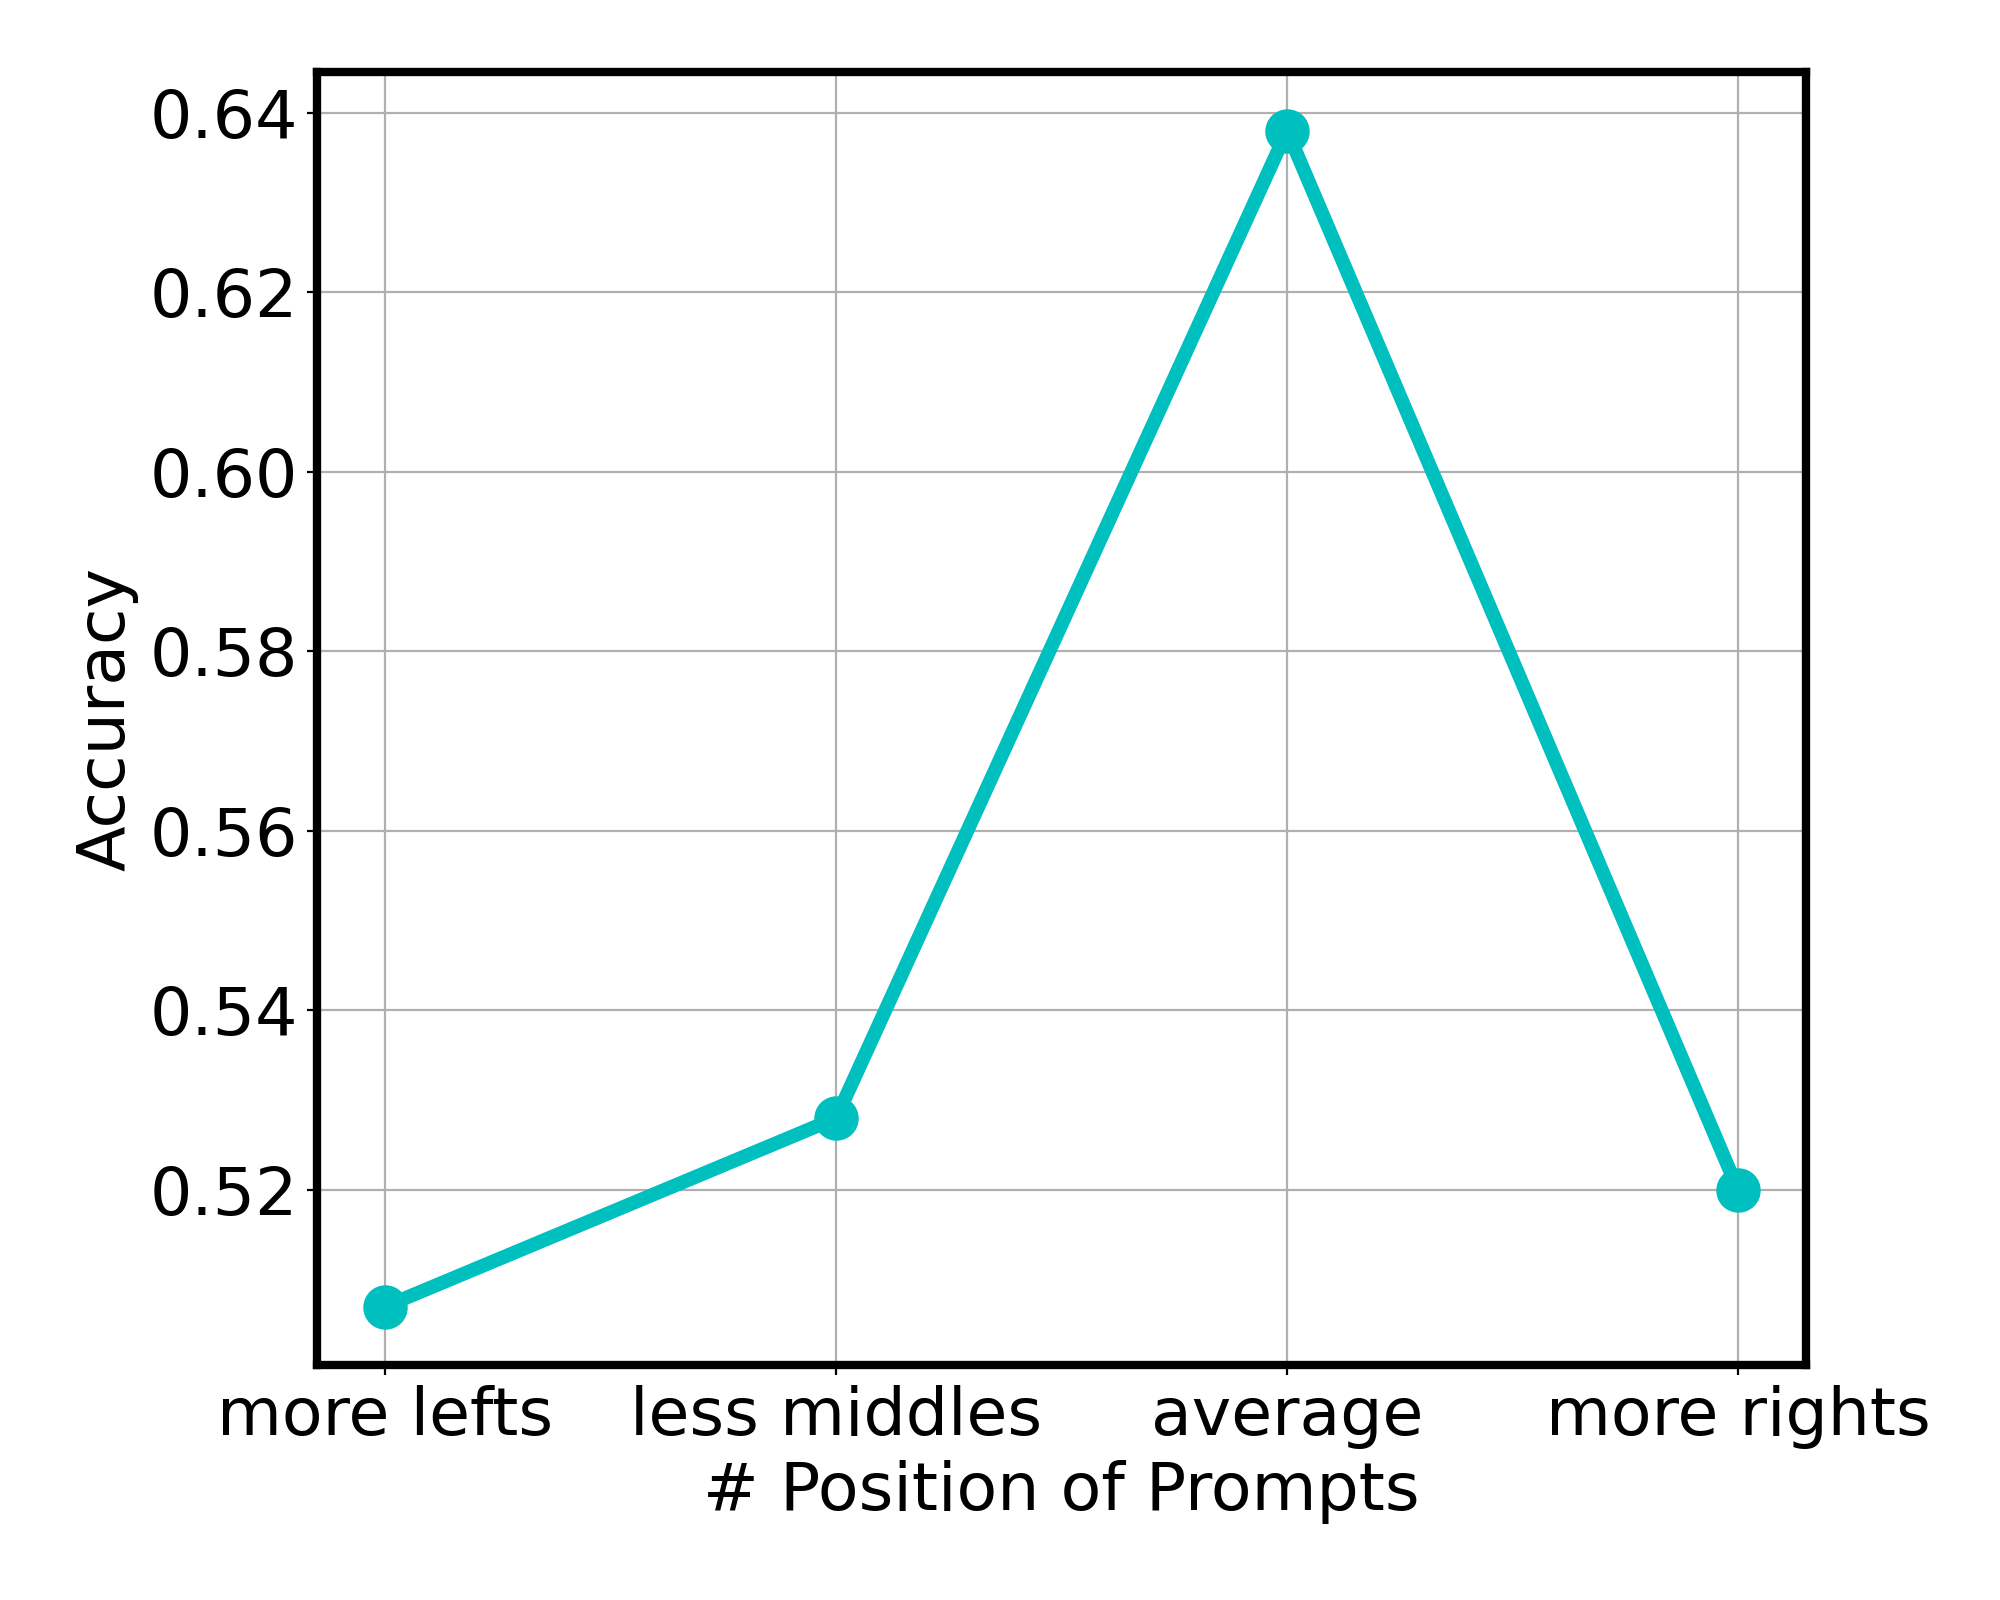 0.64
0.62
0.60
0.58
0.56
0.54
0.52
Accuracy
more lefts less middles average more rights
# Position of Prompts